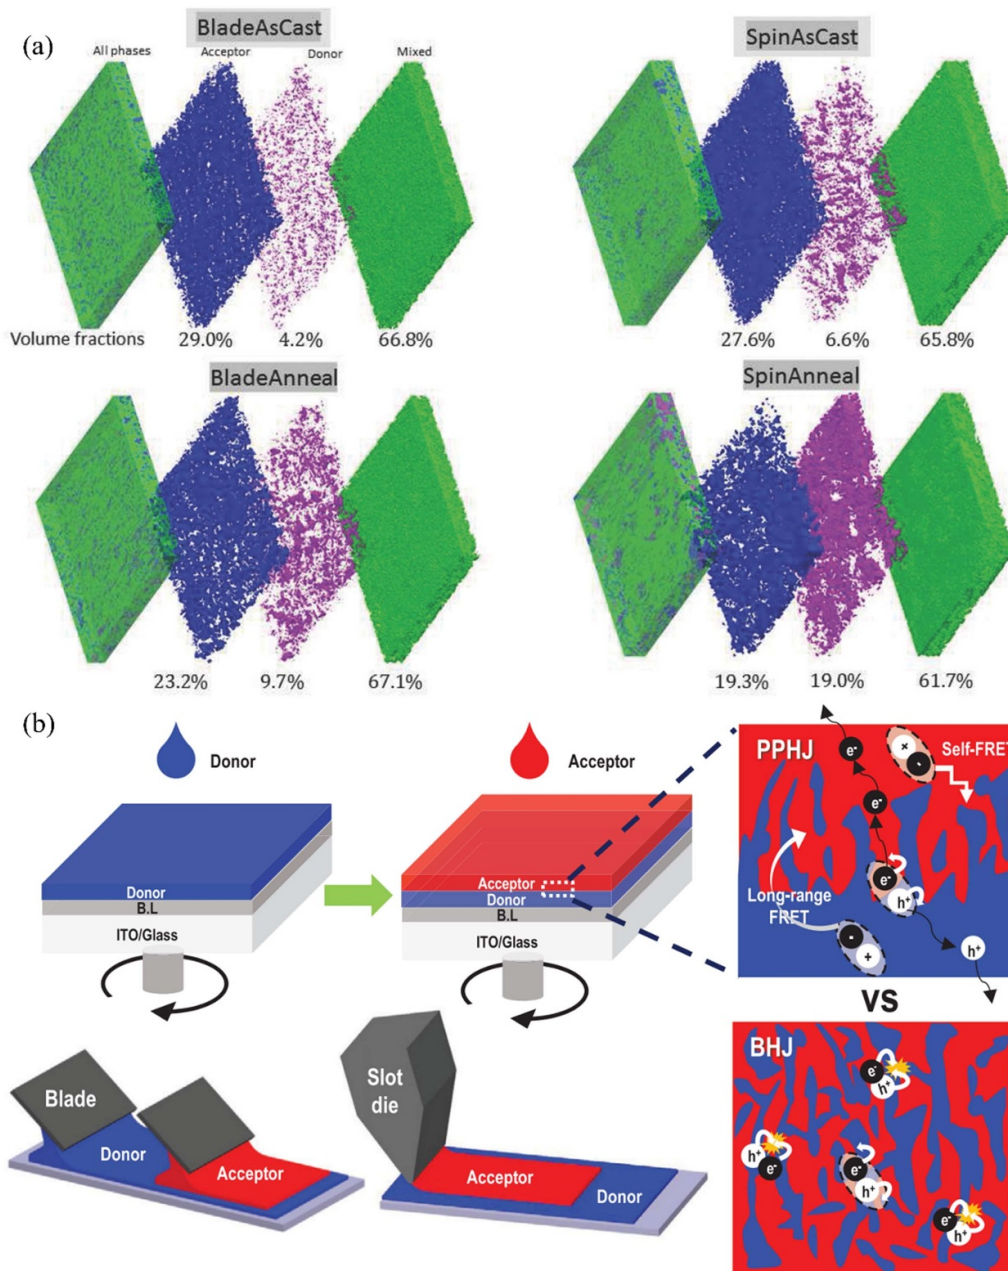 (a)
BladeAsCast
All phases Acceptor Donor Mixed
Volume fractions 29.0% 4.2% 66.8%
SpinAsCast
27.6% 6.6% 65.8%
BladeAnneal
23.2% 9.7% 67.1%
SpinAnneal
19.3% 19.0% 61.7%
(b)
Donor
Donor
B.L
ITO/Glass
Acceptor
Acceptor
Donor
B.L
ITO/Glass
PPHJ
Self-FRET
e-
e-
e-
h+
Long-range
FRET
h+
VS
BHJ
e-
h+
h+
e-
e-
h+
e-
h+
Blade
Donor
Acceptor
Slot
die
Acceptor
Donor